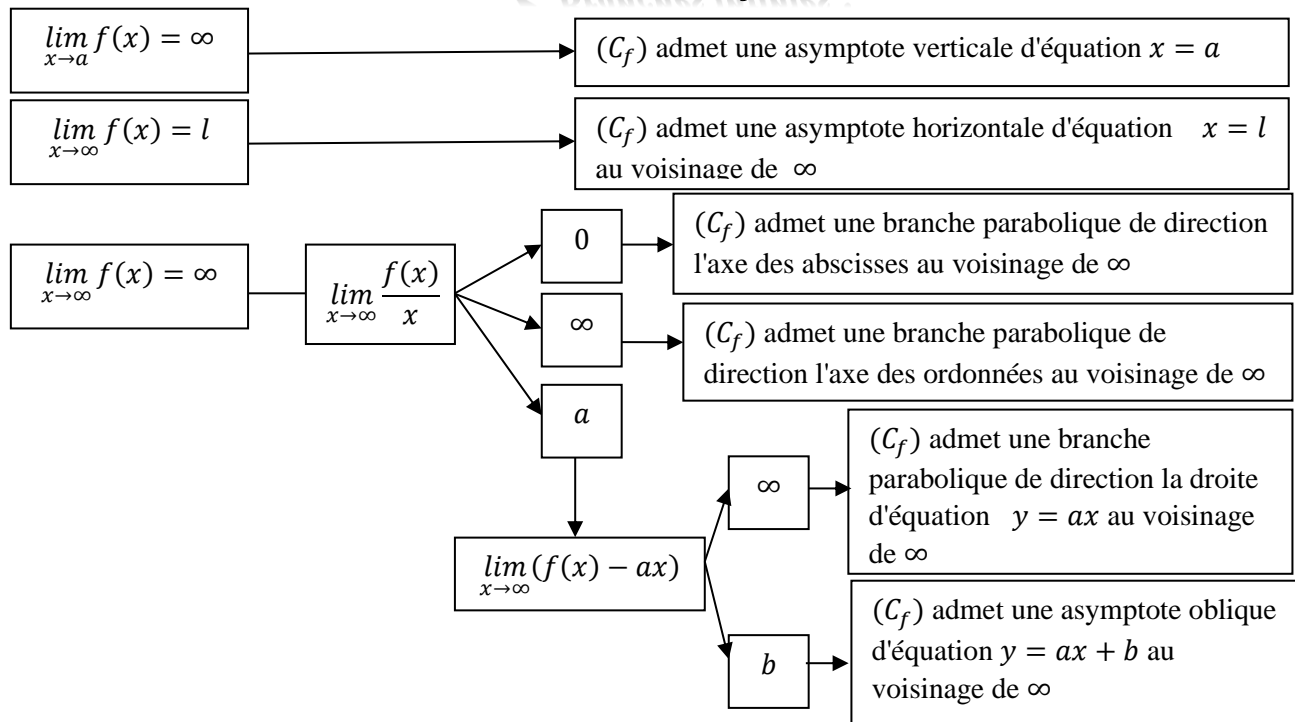 lim f(x) = ∞
x→a
(C_f) admet une asymptote verticale d'équation x = a
lim f(x) = l
x→∞
(C_f) admet une asymptote horizontale d'équation x = l
au voisinage de ∞
lim f(x) = ∞
x→∞
lim f(x)/x
x→∞
0
(C_f) admet une branche parabolique de direction
l'axe des abscisses au voisinage de ∞
∞
(C_f) admet une branche parabolique de
direction l'axe des ordonnées au voisinage de ∞
a
lim (f(x) − ax)
x→∞
∞
(C_f) admet une branche
parabolique de direction la droite
d'équation y = ax au voisinage
de ∞
b
(C_f) admet une asymptote oblique
d'équation y = ax + b au
voisinage de ∞